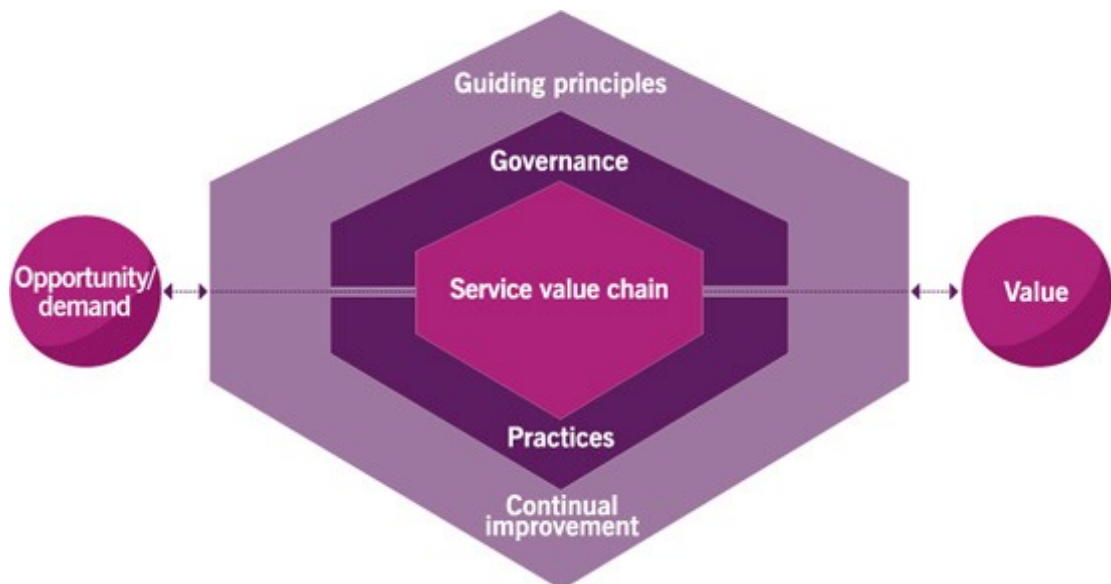 Guiding principles
Governance
Opportunity/
demand
Service value chain
Value
Practices
Continual
improvement